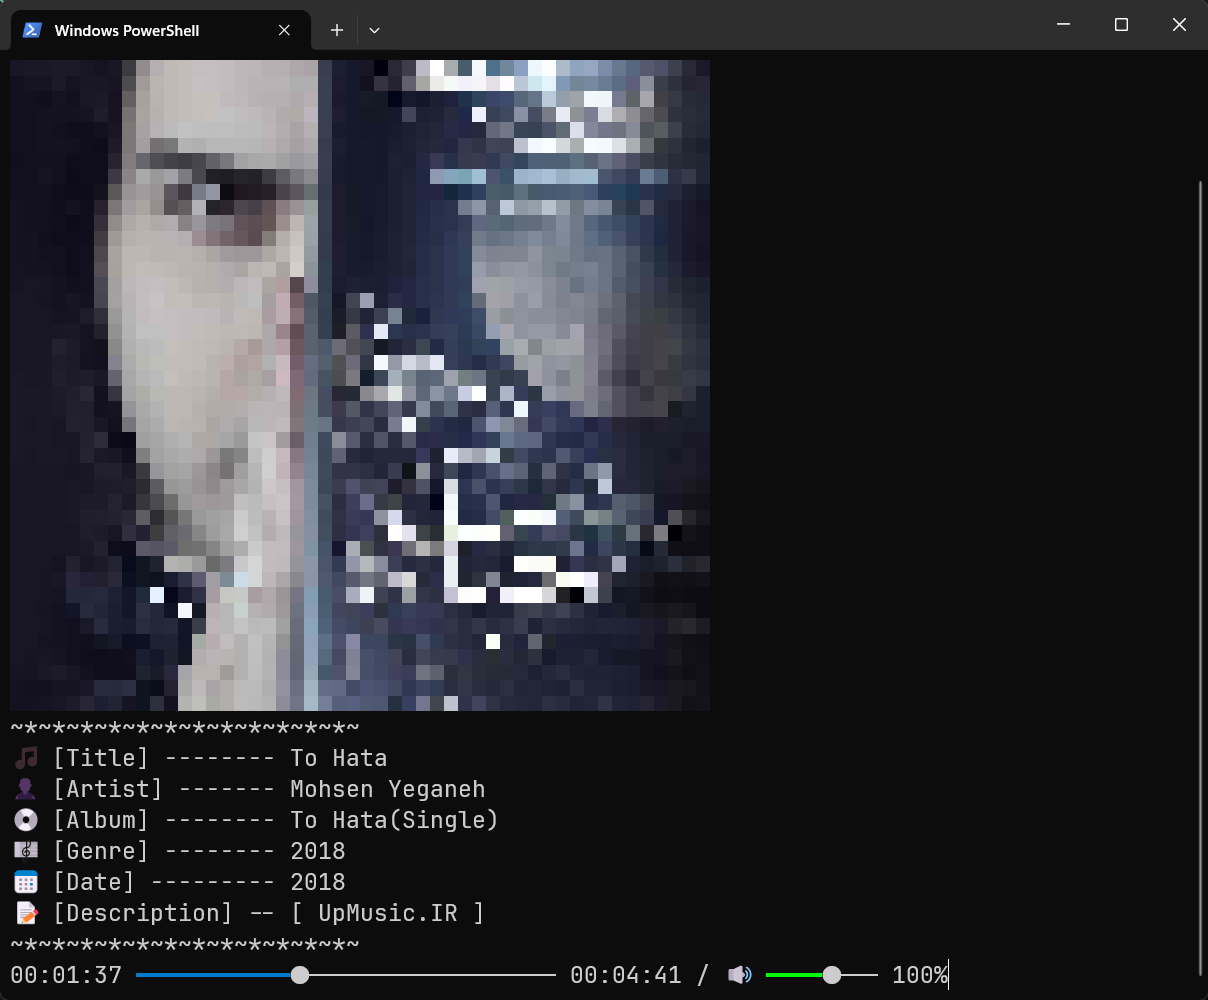 Windows PowerShell
~*~*~*~*~*~*~*~*~*~*~*~*~
[Title] -------- To Hata
[Artist] ------- Mohsen Yeganeh
[Album] -------- To Hata(Single)
[Genre] -------- 2018
[Date] --------- 2018
[Description] -- [ UpMusic.IR ]
~*~*~*~*~*~*~*~*~*~*~*~*~
00:01:37 00:04:41 / 100%